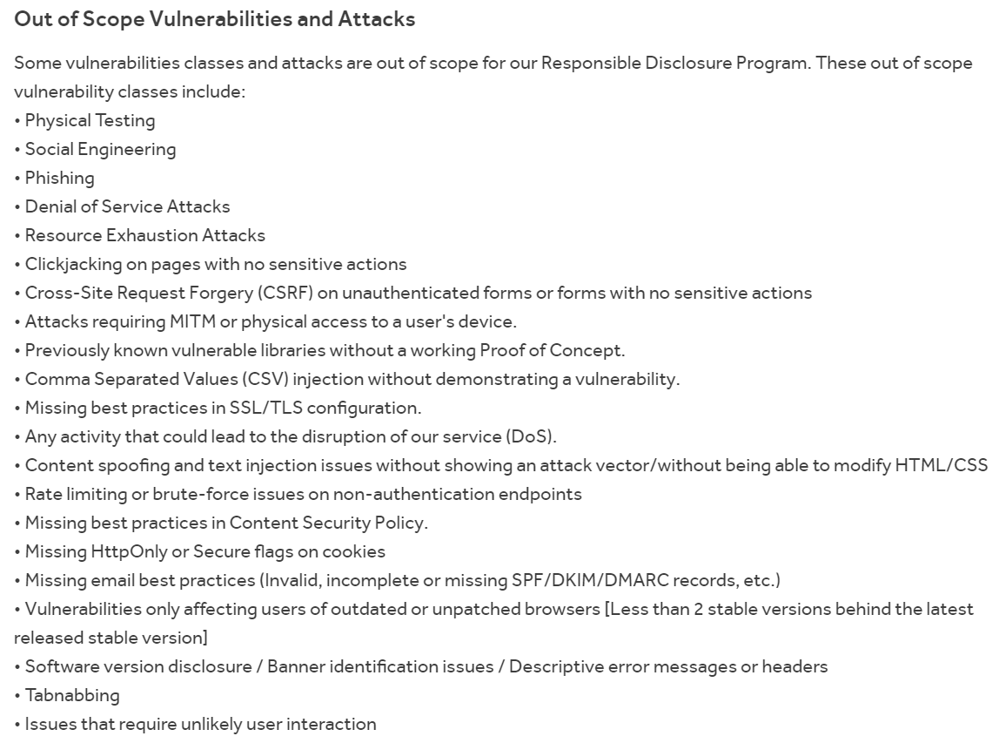 Out of Scope Vulnerabilities and Attacks
Some vulnerabilities classes and attacks are out of scope for our Responsible Disclosure Program. These out of scope
vulnerability classes include:
• Physical Testing
• Social Engineering
• Phishing
• Denial of Service Attacks
• Resource Exhaustion Attacks
• Clickjacking on pages with no sensitive actions
• Cross-Site Request Forgery (CSRF) on unauthenticated forms or forms with no sensitive actions
• Attacks requiring MITM or physical access to a user's device.
• Previously known vulnerable libraries without a working Proof of Concept.
• Comma Separated Values (CSV) injection without demonstrating a vulnerability.
• Missing best practices in SSL/TLS configuration.
• Any activity that could lead to the disruption of our service (DoS).
• Content spoofing and text injection issues without showing an attack vector/without being able to modify HTML/CSS
• Rate limiting or brute-force issues on non-authentication endpoints
• Missing best practices in Content Security Policy.
• Missing HttpOnly or Secure flags on cookies
• Missing email best practices (Invalid, incomplete or missing SPF/DKIM/DMARC records, etc.)
• Vulnerabilities only affecting users of outdated or unpatched browsers [Less than 2 stable versions behind the latest
released stable version]
• Software version disclosure / Banner identification issues / Descriptive error messages or headers
• Tabnabbing
• Issues that require unlikely user interaction